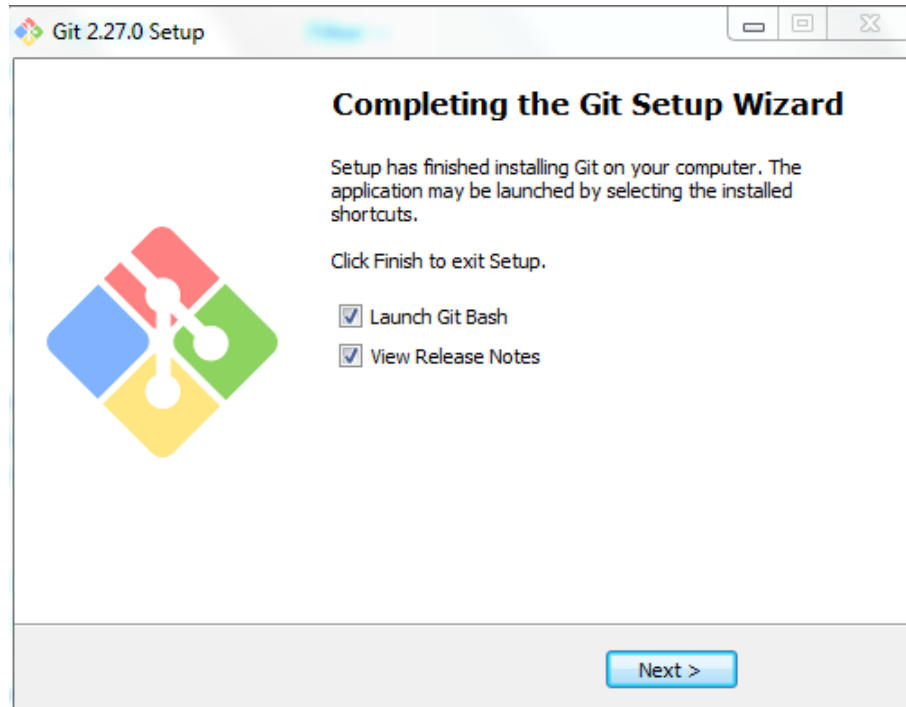 Git 2.27.0 Setup
Completing the Git Setup Wizard
Setup has finished installing Git on your computer. The
application may be launched by selecting the installed
shortcuts.
Click Finish to exit Setup.
Launch Git Bash
View Release Notes
Next >